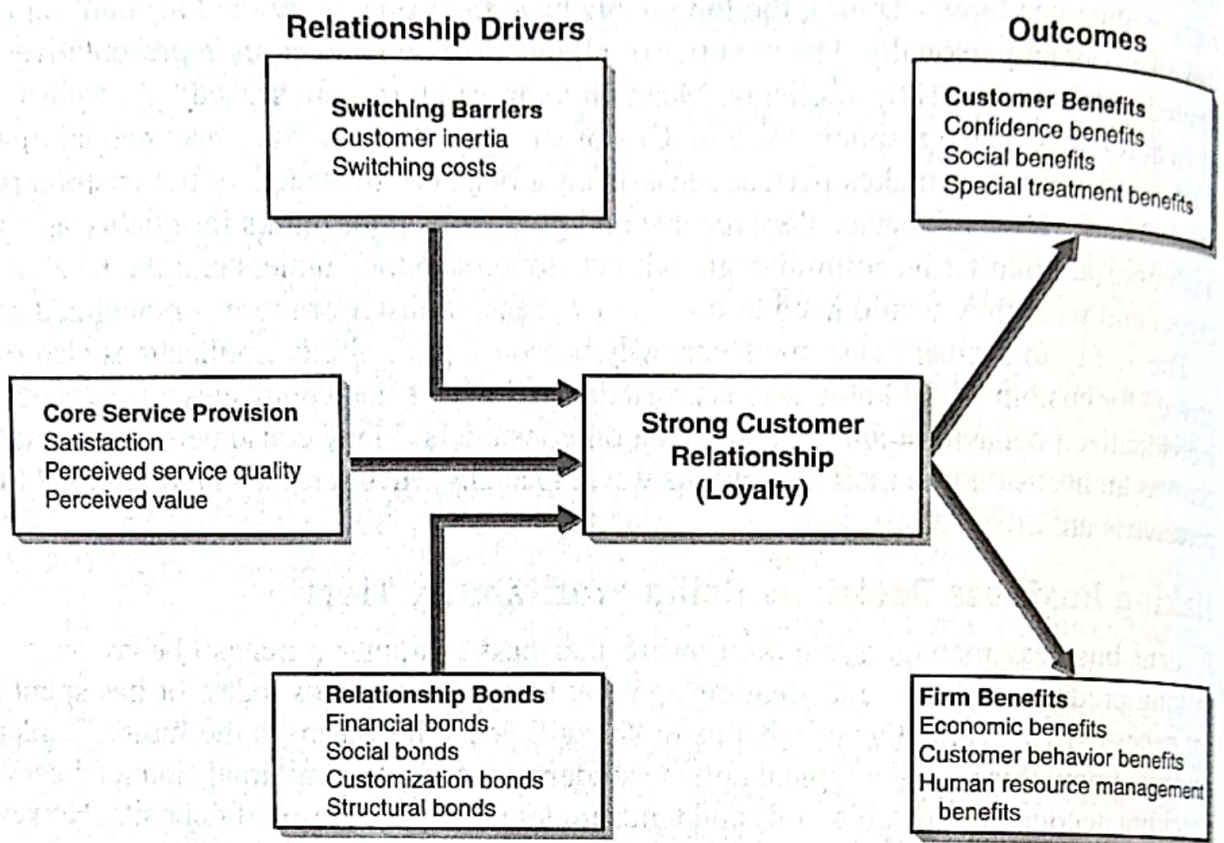 Relationship Drivers
Outcomes
Switching Barriers
Customer inertia
Switching costs
Customer Benefits
Confidence benefits
Social benefits
Special treatment benefits
Core Service Provision
Satisfaction
Perceived service quality
Perceived value
Strong Customer
Relationship
(Loyalty)
Relationship Bonds
Financial bonds
Social bonds
Customization bonds
Structural bonds
Firm Benefits
Economic benefits
Customer behavior benefits
Human resource management
benefits